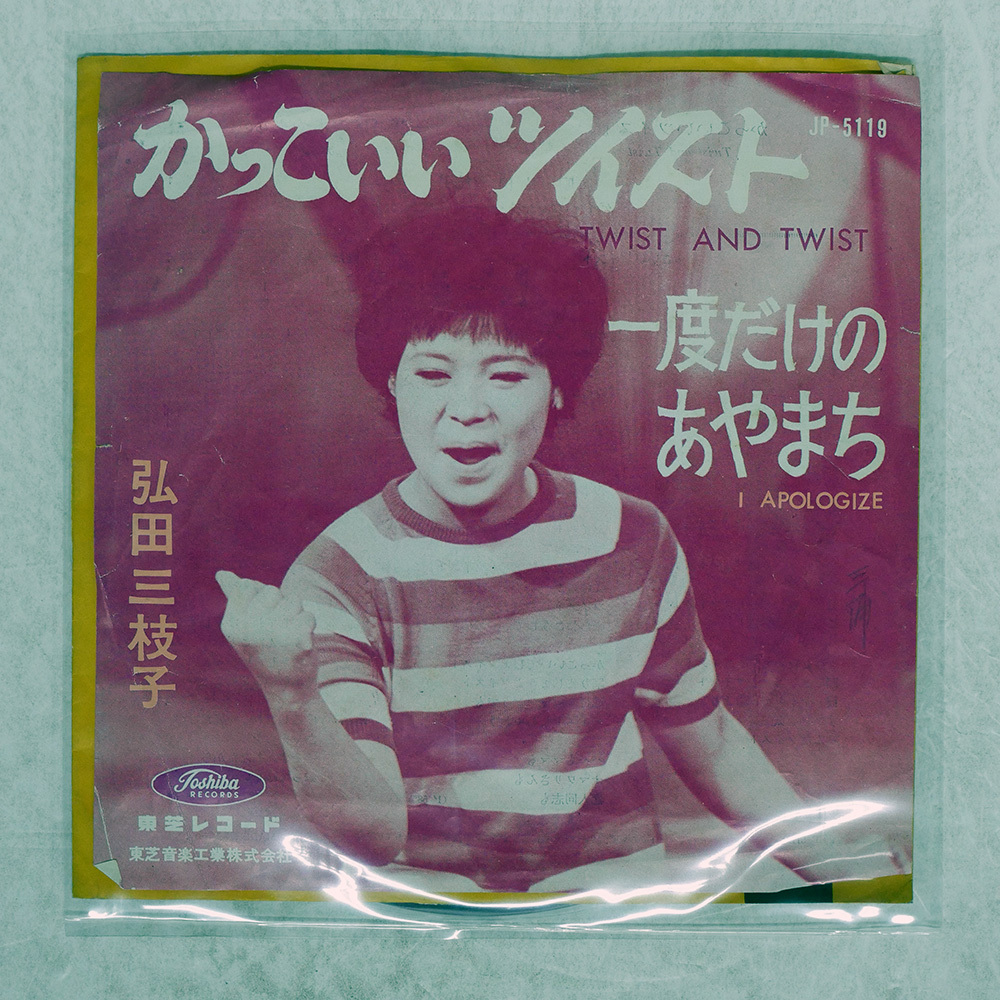 かっこいいツイスト
JP-5119
TWIST AND TWIST
一度だけの
あやまち
I APOLOGIZE
弘田三枝子
Toshiba
RECORDS
東芝レコード
東芝音楽工業株式会社